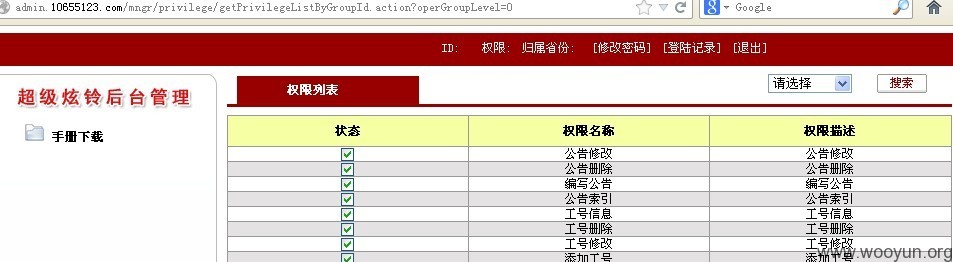 admin.10655123.com/mngr/privilege/getPrivilegeListByGroupId.action?operGroupLevel=0
Google
ID: 权限: 归属省份: [修改密码] [登陆记录] [退出]
超级炫铃后台管理
手册下载
权限列表
请选择
搜索
状态 权限名称 权限描述
公告修改 公告修改
公告删除 公告删除
编写公告 编写公告
公告索引 公告索引
工号信息 工号信息
工号删除 工号删除
工号修改 工号修改
添加工号 添加工号
www.wooyun.org